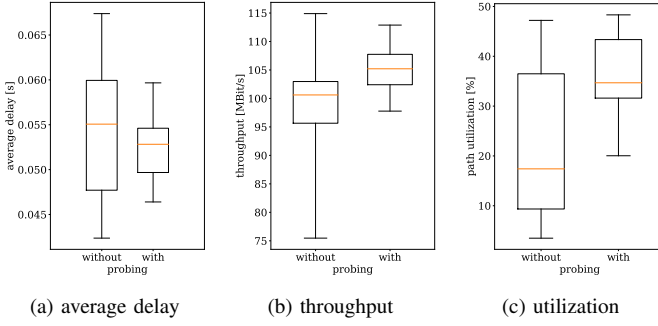 0.065
0.060
0.055
0.050
0.045
average delay [s]
without with
probing
(a) average delay
115
110
105
100
95
90
85
80
75
throughput [MBit/s]
without with
probing
(b) throughput
50
40
30
20
10
path utilization [%]
without with
probing
(c) utilization